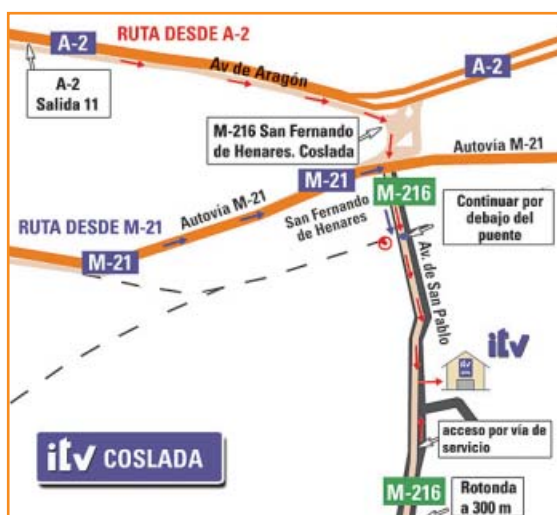 RUTA DESDE A-2
A-2
A-2
Salida 11
Av de Aragón
A-2
M-216 San Fernando
de Henares. Coslada
Autovía M-21
M-21
M-216
Autovía M-21
San Fernando
de Henares
Continuar por
debajo del
puente
RUTA DESDE M-21
M-21
Av. de San Pablo
itv
itv
acceso por vía de
servicio
itv COSLADA
M-216
Rotonda
a 300 m